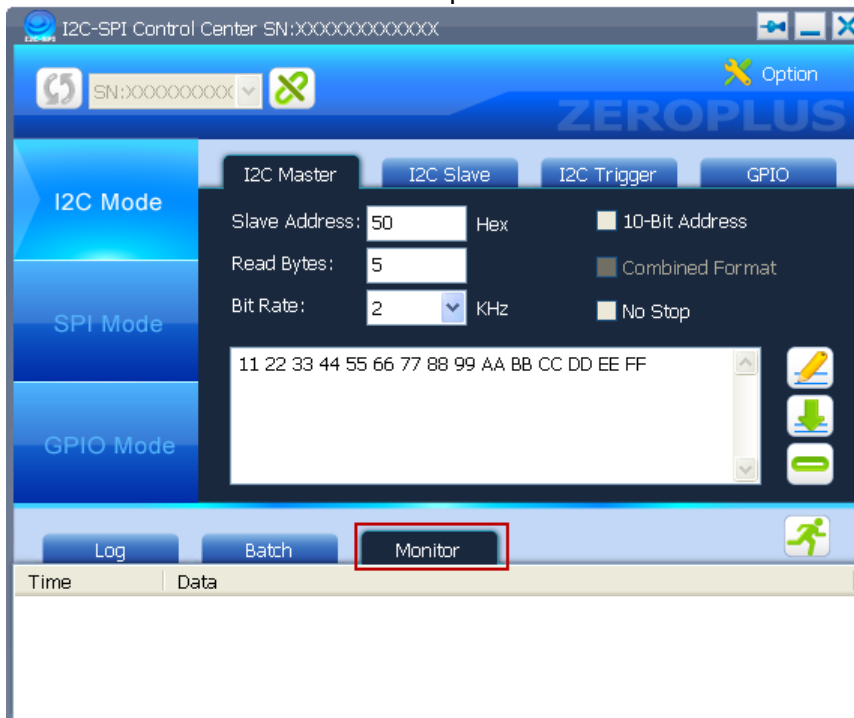 I2C-SPI Control Center SN:XXXXXXXXXXXX
SN:XXXXXXXXX
Option
ZEROPLUS
I2C Mode
SPI Mode
GPIO Mode
I2C Master I2C Slave I2C Trigger GPIO
Slave Address: 50 Hex 10-Bit Address
Read Bytes: 5 Combined Format
Bit Rate: 2 KHz No Stop
11 22 33 44 55 66 77 88 99 AA BB CC DD EE FF
Log Batch Monitor
Time Data